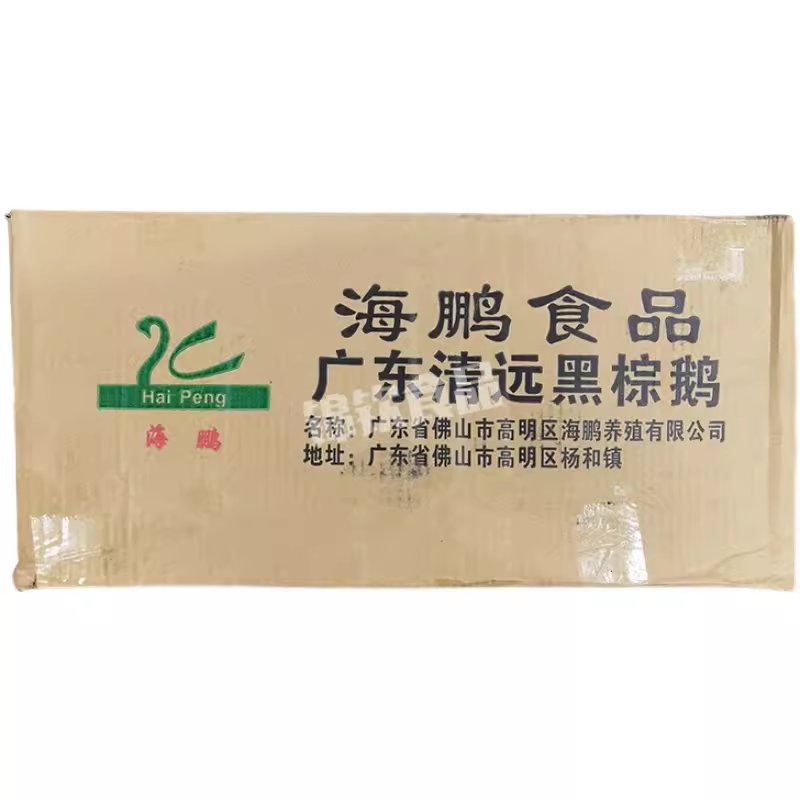 Hai Peng
海鹏
海鹏食品
广东清远黑棕鹅
名称：广东省佛山市高明区海鹏养殖有限公司
地址：广东省佛山市高明区杨和镇